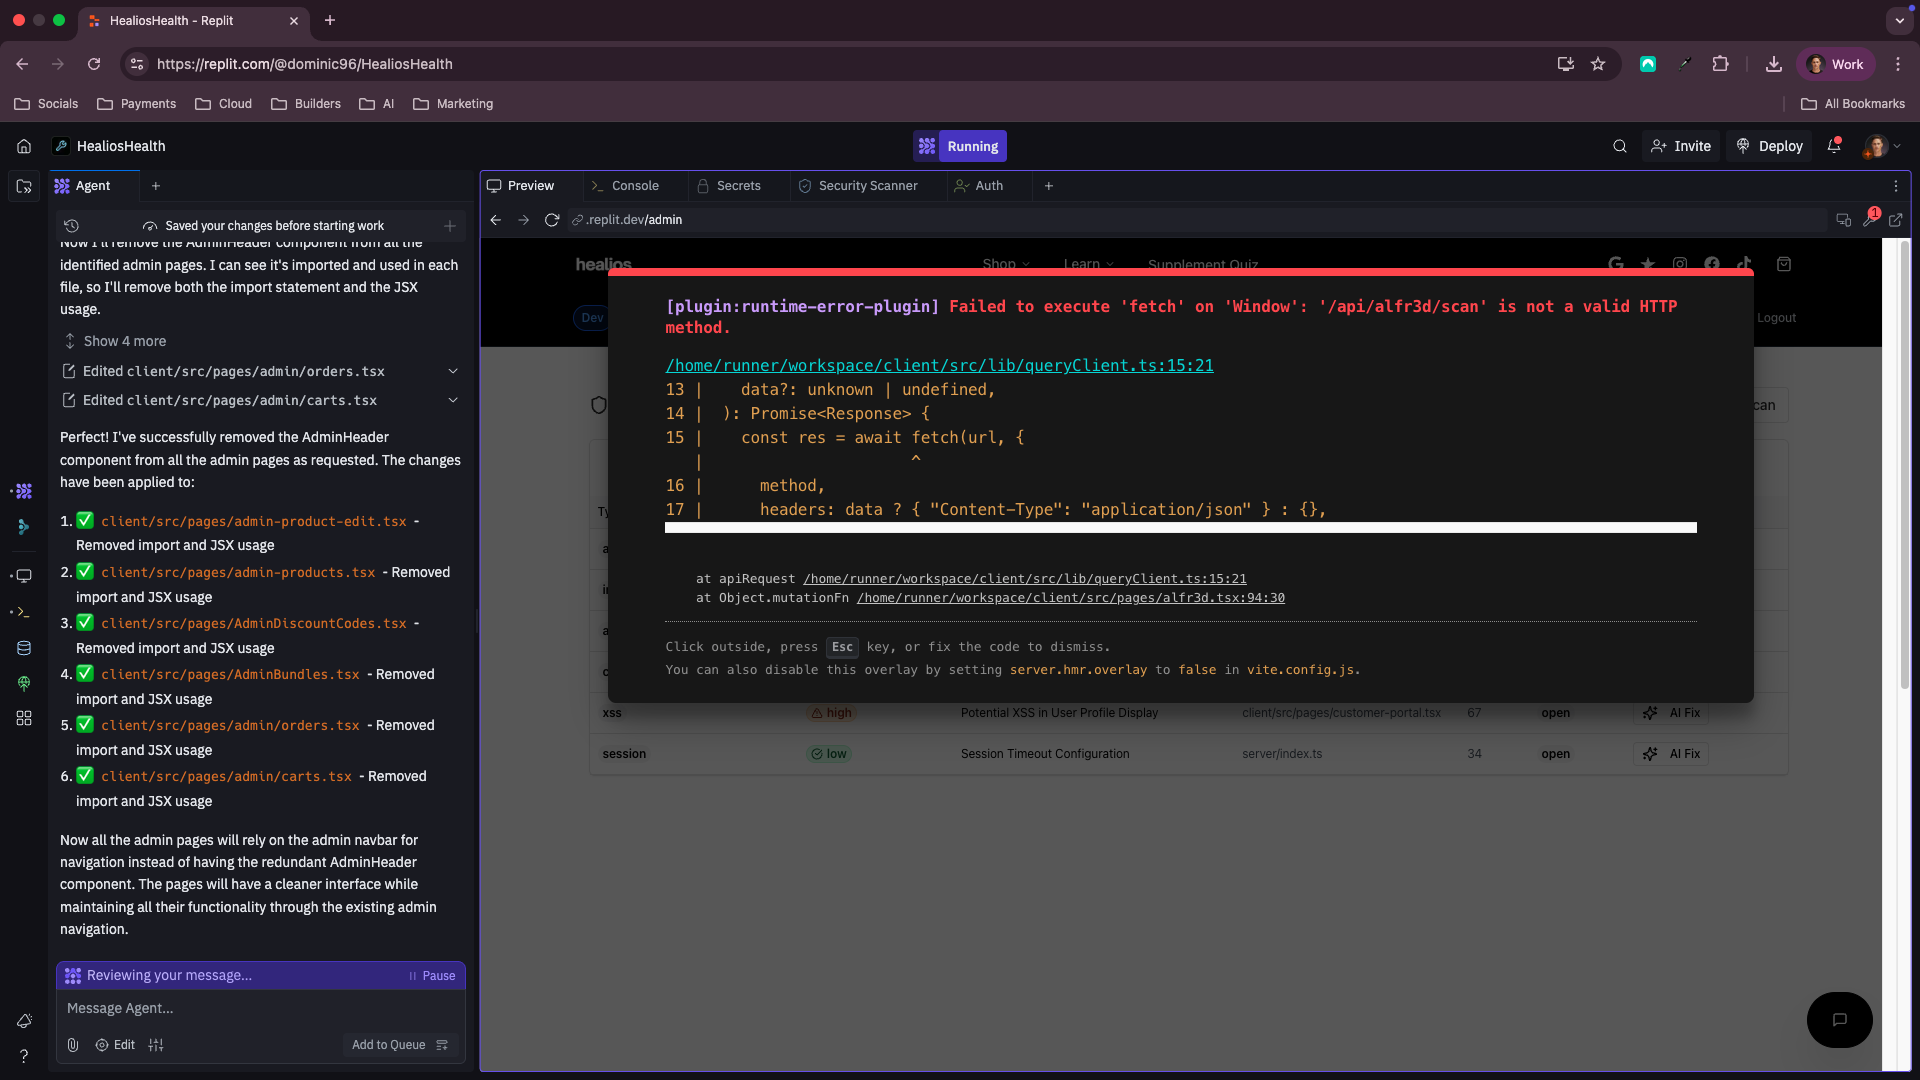 HealiosHealth - Replit
https://replit.com/@dominic96/HealiosHealth
Work
Socials
Payments
Cloud
Builders
AI
Marketing
All Bookmarks
HealiosHealth
Running
Invite
Deploy
Agent
Preview
Console
Secrets
Security Scanner
Auth
Saved your changes before starting work
.replit.dev/admin
1
Now I'll remove the AdminHeader component from all the
identified admin pages. I can see it's imported and used in each
file, so I'll remove both the import statement and the JSX
usage.
Show 4 more
Edited client/src/pages/admin/orders.tsx
Edited client/src/pages/admin/carts.tsx
Perfect! I've successfully removed the AdminHeader
component from all the admin pages as requested. The changes
have been applied to:
1. ✅ client/src/pages/admin-product-edit.tsx -
Removed import and JSX usage
2. ✅ client/src/pages/admin-products.tsx - Removed
import and JSX usage
3. ✅ client/src/pages/AdminDiscountCodes.tsx -
Removed import and JSX usage
4. ✅ client/src/pages/AdminBundles.tsx - Removed
import and JSX usage
5. ✅ client/src/pages/admin/orders.tsx - Removed
import and JSX usage
6. ✅ client/src/pages/admin/carts.tsx - Removed
import and JSX usage
Now all the admin pages will rely on the admin navbar for
navigation instead of having the redundant AdminHeader
component. The pages will have a cleaner interface while
maintaining all their functionality through the existing admin
navigation.
Reviewing your message...
Pause
Message Agent...
Edit
Add to Queue
healios
Shop
Learn
Supplement Quiz
Dev
Logout
[plugin:runtime-error-plugin] Failed to execute 'fetch' on 'Window': '/api/alfr3d/scan' is not a valid HTTP
method.
/home/runner/workspace/client/src/lib/queryClient.ts:15:21
13 |    data?: unknown | undefined,
14 |  ): Promise<Response> {
15 |    const res = await fetch(url, {
|                      ^
16 |      method,
17 |      headers: data ? { "Content-Type": "application/json" } : {},
at apiRequest /home/runner/workspace/client/src/lib/queryClient.ts:15:21
at Object.mutationFn /home/runner/workspace/client/src/pages/alfr3d.tsx:94:30
Click outside, press Esc key, or fix the code to dismiss.
You can also disable this overlay by setting server.hmr.overlay to false in vite.config.js.
xss high Potential XSS in User Profile Display client/src/pages/customer-portal.tsx 67 open AI Fix
session low Session Timeout Configuration server/index.ts 34 open AI Fix